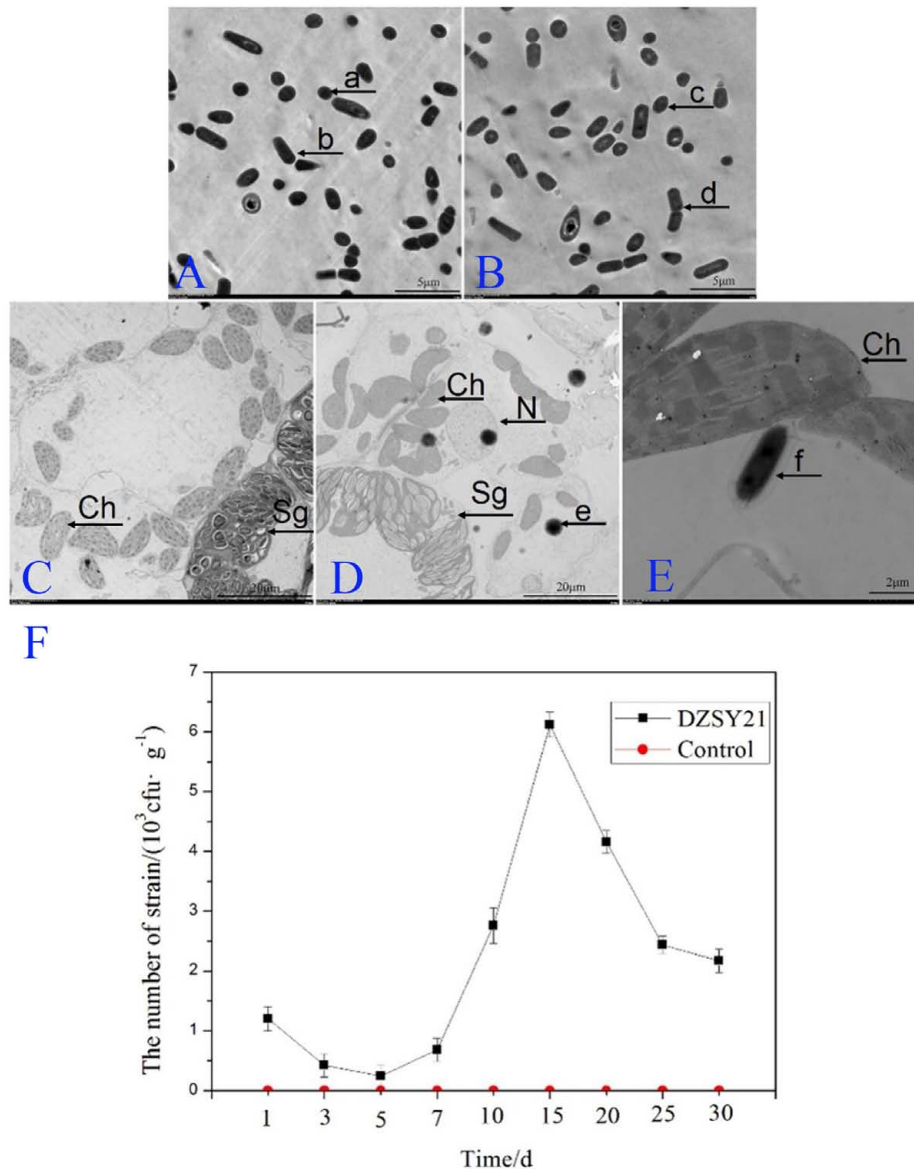 a
b
A
5μm
c
d
B
5μm
Ch
Sg
C
20μm
Ch
N
Sg
e
D
20μm
Ch
f
E
2μm
F
The number of strain/(10³cfu· g⁻¹)
7
6
5
4
3
2
1
0
DZSY21
Control
1 3 5 7 10 15 20 25 30
Time/d